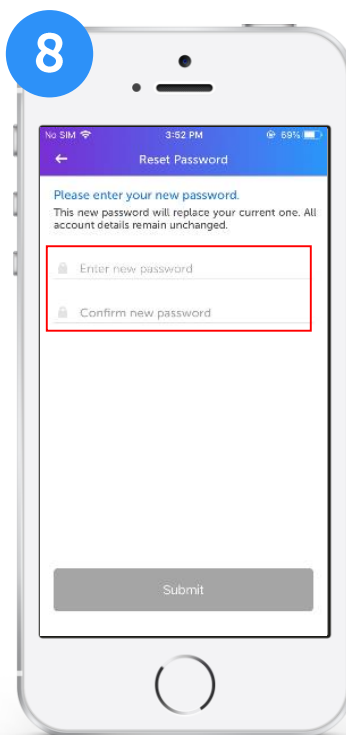 8
No SIM 3:52 PM 69%
Reset Password
Please enter your new password.
This new password will replace your current one. All
account details remain unchanged.
Enter new password
Confirm new password
Submit